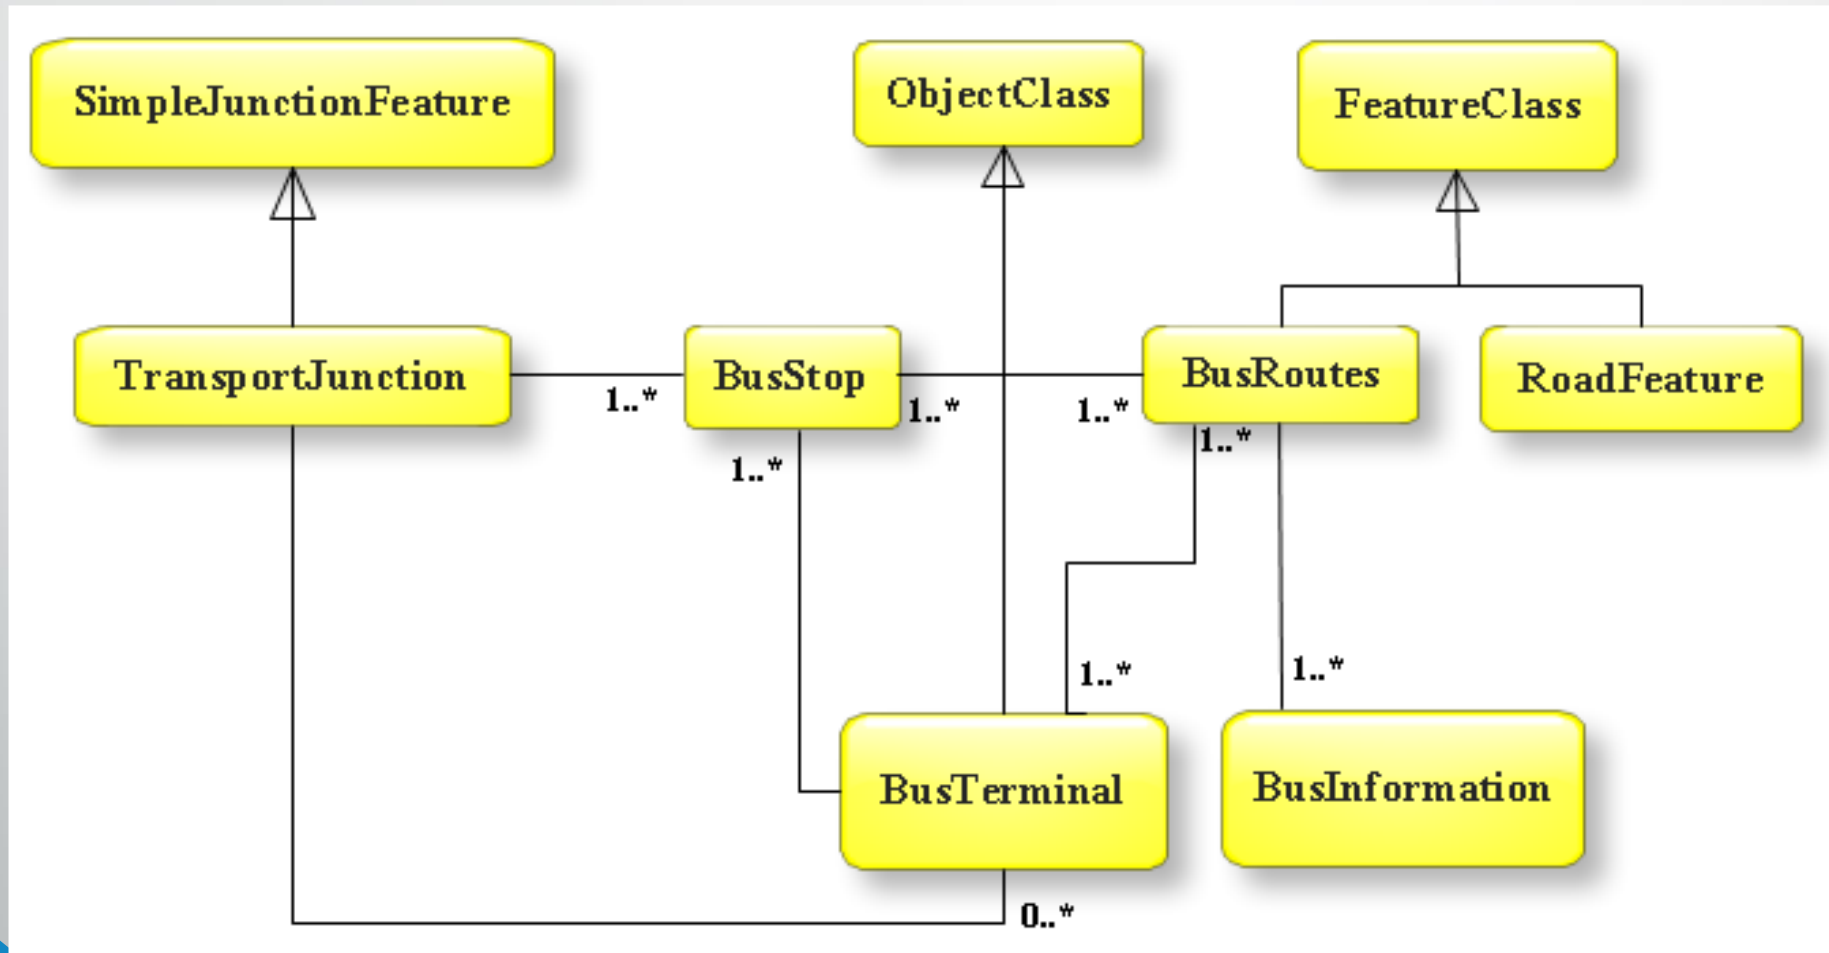 SimpleJunctionFeature
ObjectClass
FeatureClass
TransportJunction
1..*
BusStop
1..*
1..*
BusRoutes
RoadFeature
1..*
1..*
1..*
1..*
BusTerminal
BusInformation
0..*